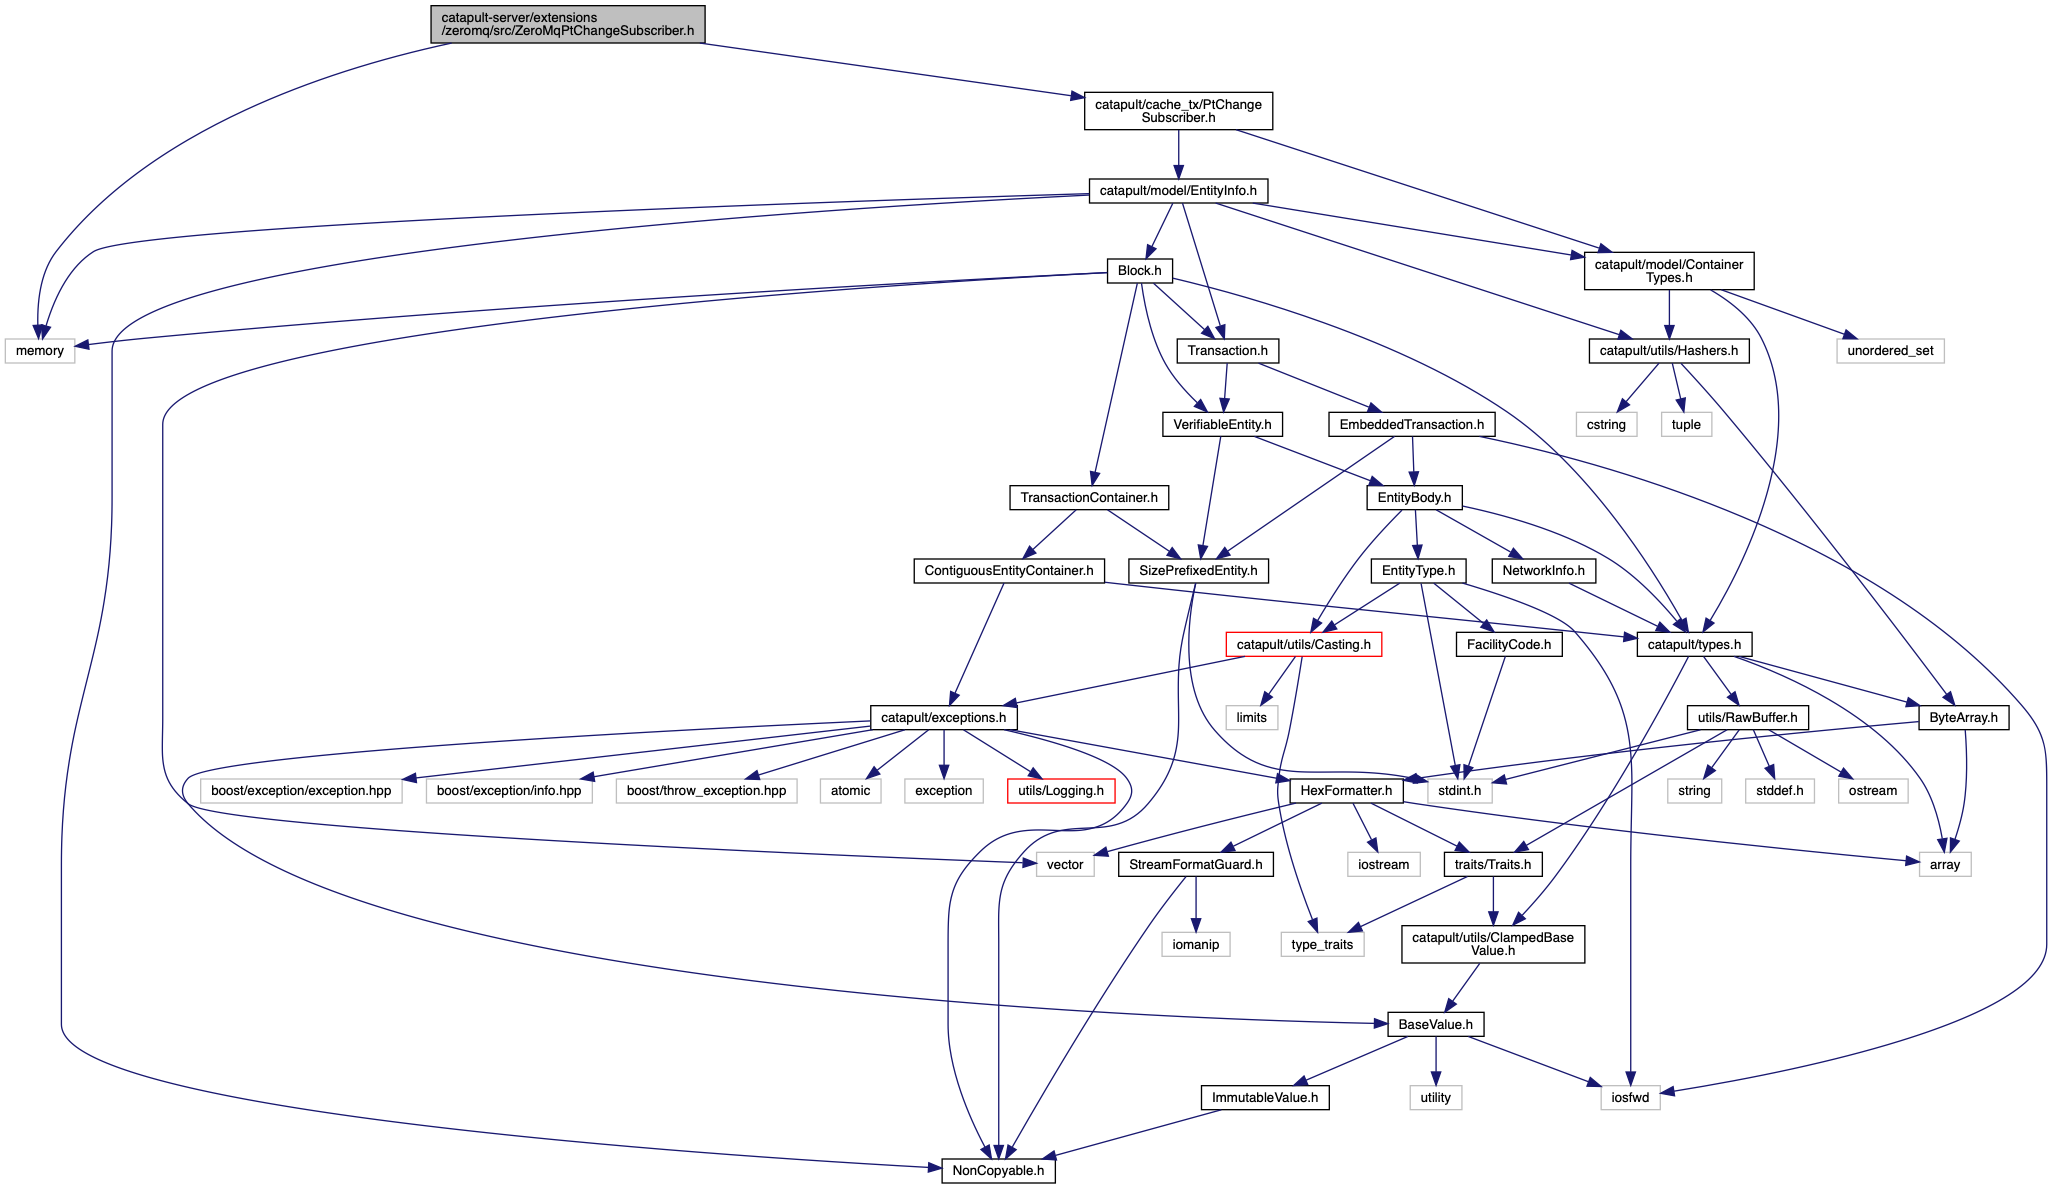 catapult-server/extensions
/zeromq/src/ZeroMqPtChangeSubscriber.h
catapult/cache_tx/PtChange
Subscriber.h
catapult/model/EntityInfo.h
Block.h
catapult/model/Container
Types.h
memory
Transaction.h
catapult/utils/Hashers.h
unordered_set
VerifiableEntity.h
EmbeddedTransaction.h
cstring
tuple
TransactionContainer.h
EntityBody.h
ContiguousEntityContainer.h
SizePrefixedEntity.h
EntityType.h
NetworkInfo.h
catapult/utils/Casting.h
FacilityCode.h
catapult/types.h
catapult/exceptions.h
limits
utils/RawBuffer.h
ByteArray.h
boost/exception/exception.hpp
boost/exception/info.hpp
boost/throw_exception.hpp
atomic
exception
utils/Logging.h
HexFormatter.h
stdint.h
string
stddef.h
ostream
vector
StreamFormatGuard.h
iostream
traits/Traits.h
array
iomanip
type_traits
catapult/utils/ClampedBase
Value.h
BaseValue.h
ImmutableValue.h
utility
iosfwd
NonCopyable.h